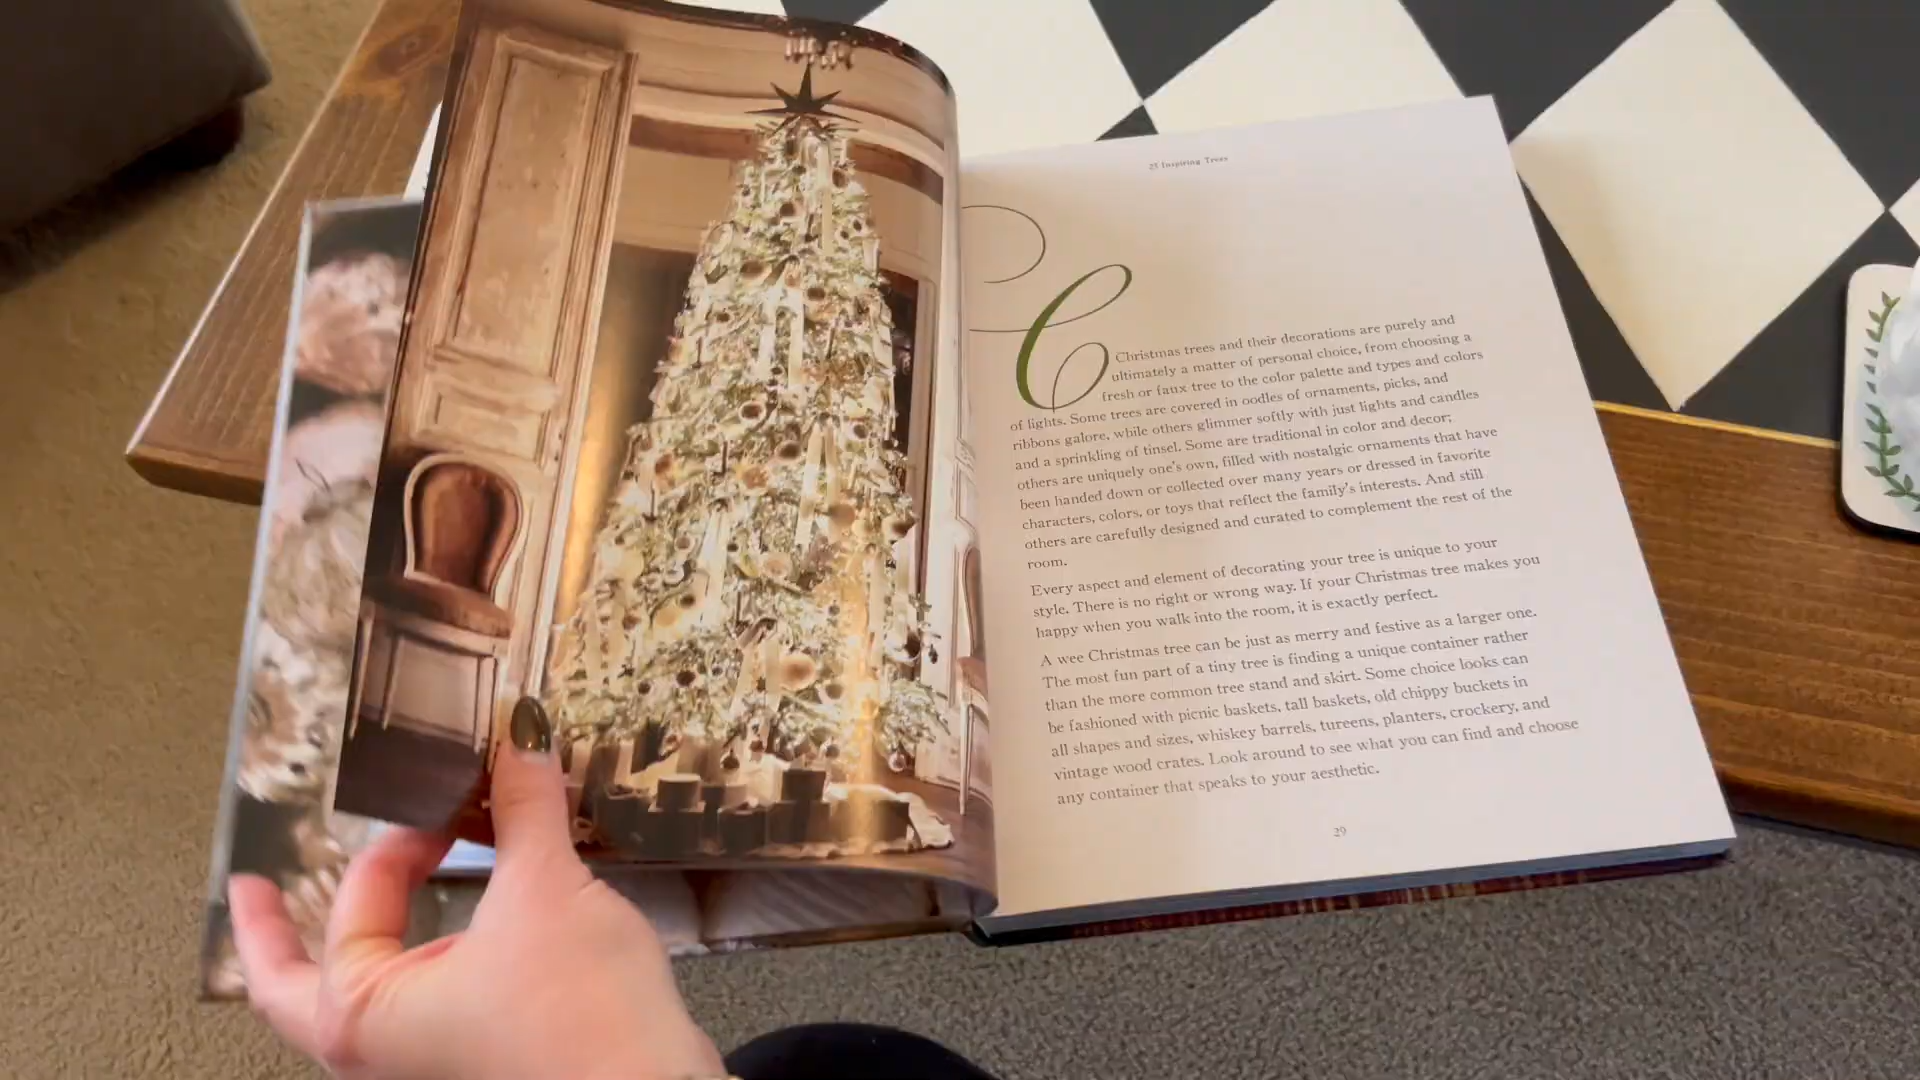 25 Inspiring Trees
C
Christmas trees and their decorations are purely and
ultimately a matter of personal choice, from choosing a
fresh or faux tree to the color palette and types and colors
of lights. Some trees are covered in oodles of ornaments, picks, and
ribbons galore, while others glimmer softly with just lights and candles
and a sprinkling of tinsel. Some are traditional in color and decor;
others are uniquely one's own, filled with nostalgic ornaments that have
been handed down or collected over many years or dressed in favorite
characters, colors, or toys that reflect the family's interests. And still
others are carefully designed and curated to complement the rest of the
room.
Every aspect and element of decorating your tree is unique to your
style. There is no right or wrong way. If your Christmas tree makes you
happy when you walk into the room, it is exactly perfect.
A wee Christmas tree can be just as merry and festive as a larger one.
The most fun part of a tiny tree is finding a unique container rather
than the more common tree stand and skirt. Some choice looks can
be fashioned with picnic baskets, tall baskets, old chippy buckets in
all shapes and sizes, whiskey barrels, tureens, planters, crockery, and
vintage wood crates. Look around to see what you can find and choose
any container that speaks to your aesthetic.
29